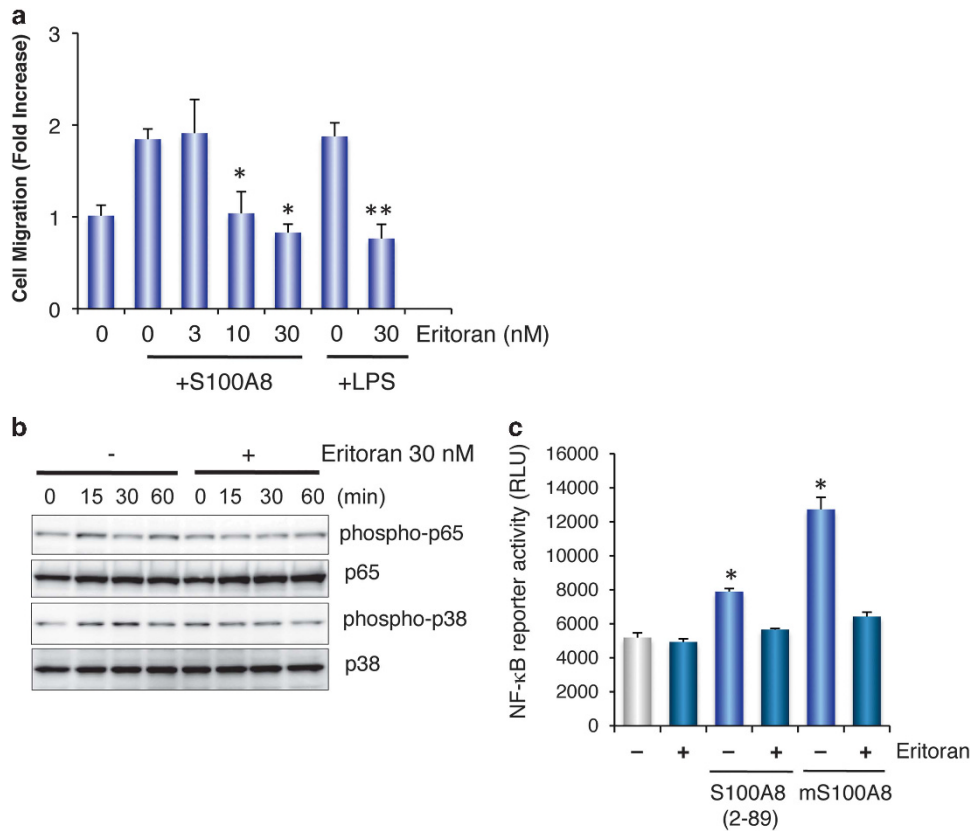 a
Cell Migration (Fold Increase)
3
2
1
0
* * **
0 0 3 10 30 0 30 Eritoran (nM)
+S100A8 +LPS
b
- + Eritoran 30 nM
0 15 30 60 0 15 30 60 (min)
phospho-p65
p65
phospho-p38
p38
c
NF-κB reporter activity (RLU)
16000
14000
12000
10000
8000
6000
4000
2000
0
* *
– + – + – + Eritoran
S100A8 mS100A8
(2-89)